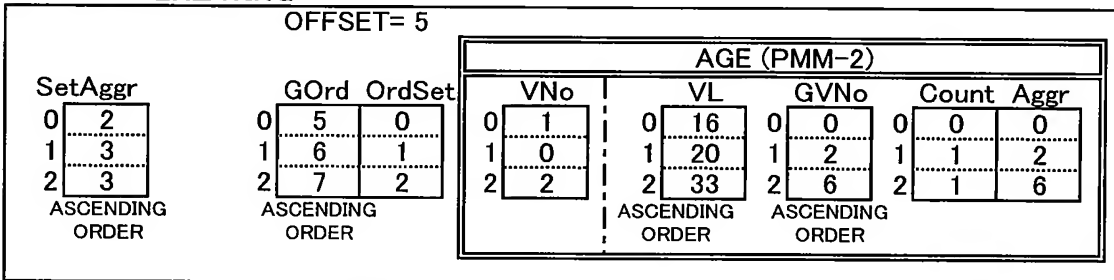 OFFSET= 5
AGE (PMM-2)
SetAggr GOrd OrdSet VNo VL GVNo Count Aggr
0 2 0 5 0 0 1 0 16 0 0 0 0 0
1 3 1 6 1 1 0 1 20 1 2 1 1 2
2 3 2 7 2 2 2 2 33 2 6 2 1 6
ASCENDING ASCENDING ASCENDING ASCENDING
ORDER ORDER ORDER ORDER